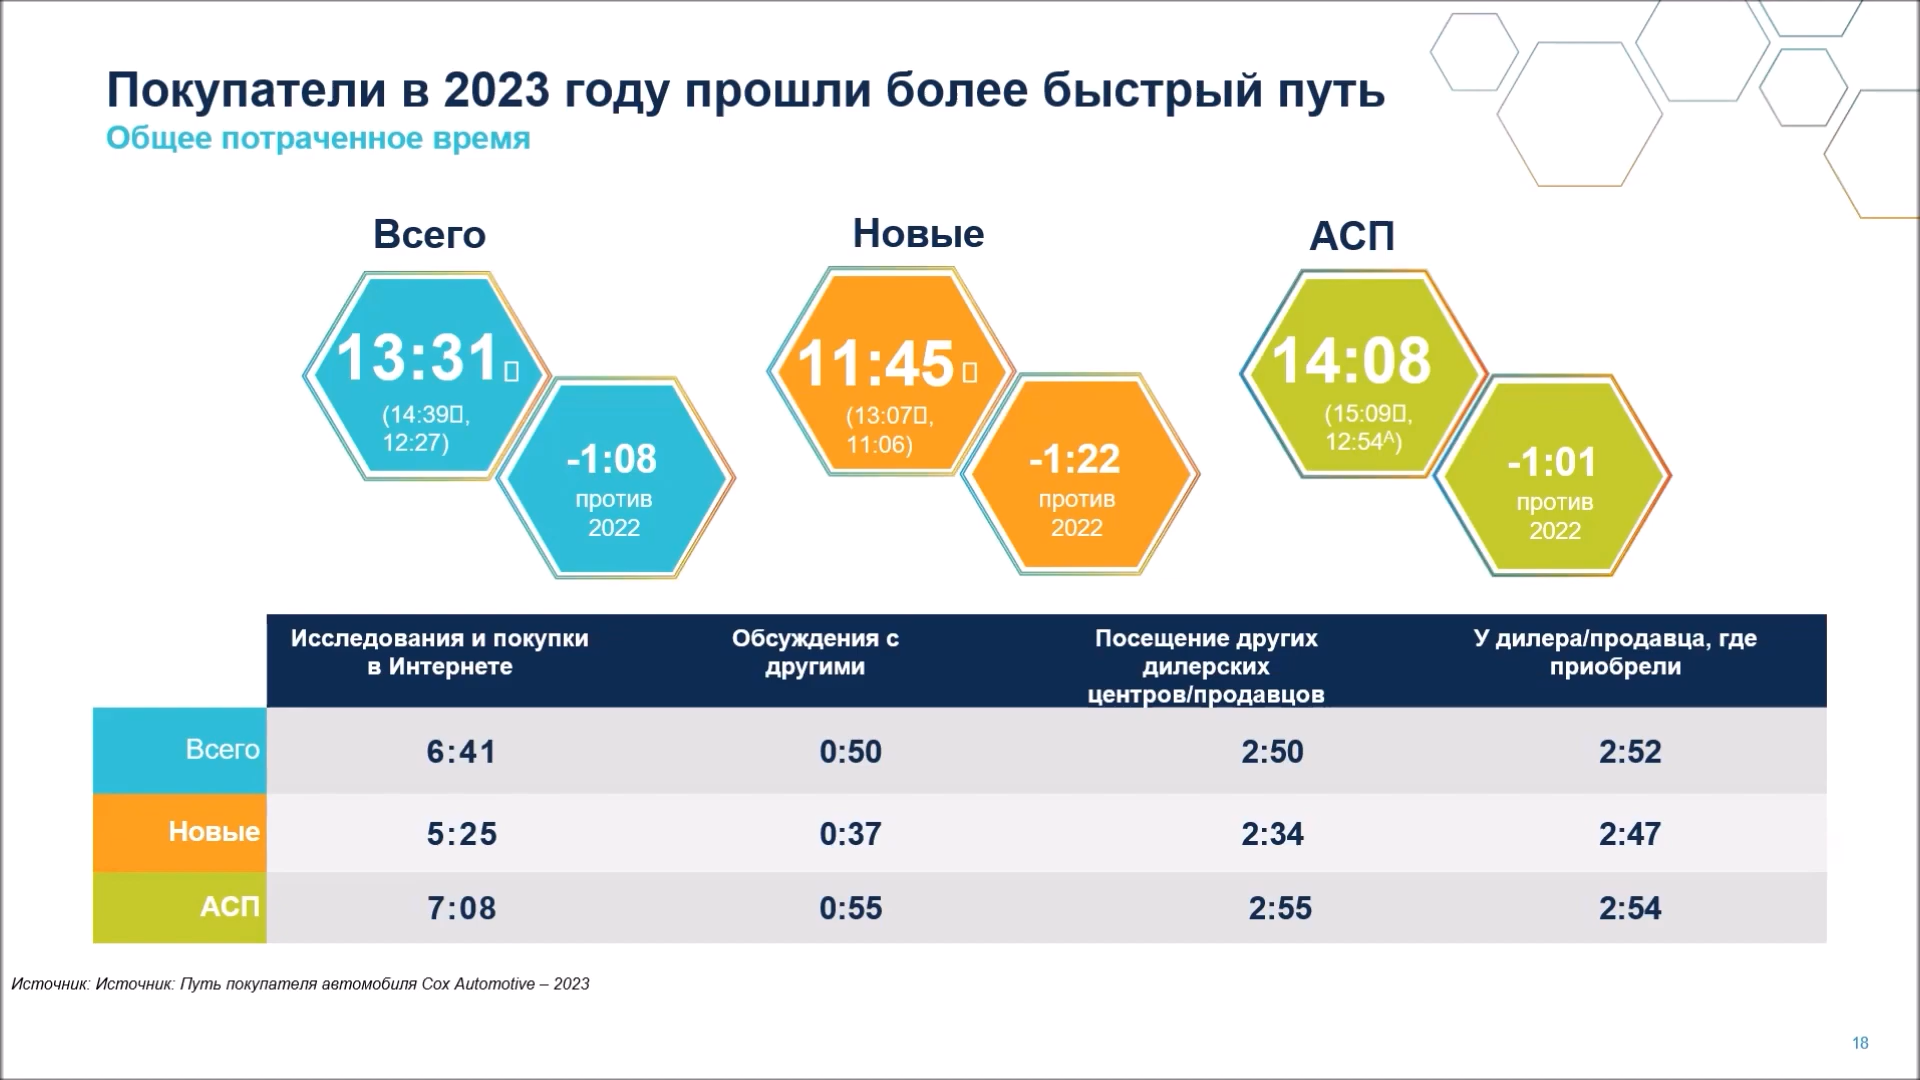 Покупатели в 2023 году прошли более быстрый путь
Общее потраченное время
Всего
13:31
(14:39,
12:27)
-1:08
против
2022
Новые
11:45
(13:07,
11:06)
-1:22
против
2022
АСП
14:08
(15:09,
12:54ᴬ)
-1:01
против
2022
Исследования и покупки
в Интернете
Обсуждения с
другими
Посещение других
дилерских
центров/продавцов
У дилера/продавца, где
приобрели
Всего 6:41 0:50 2:50 2:52
Новые 5:25 0:37 2:34 2:47
АСП 7:08 0:55 2:55 2:54
Источник: Источник: Путь покупателя автомобиля Cox Automotive – 2023
18